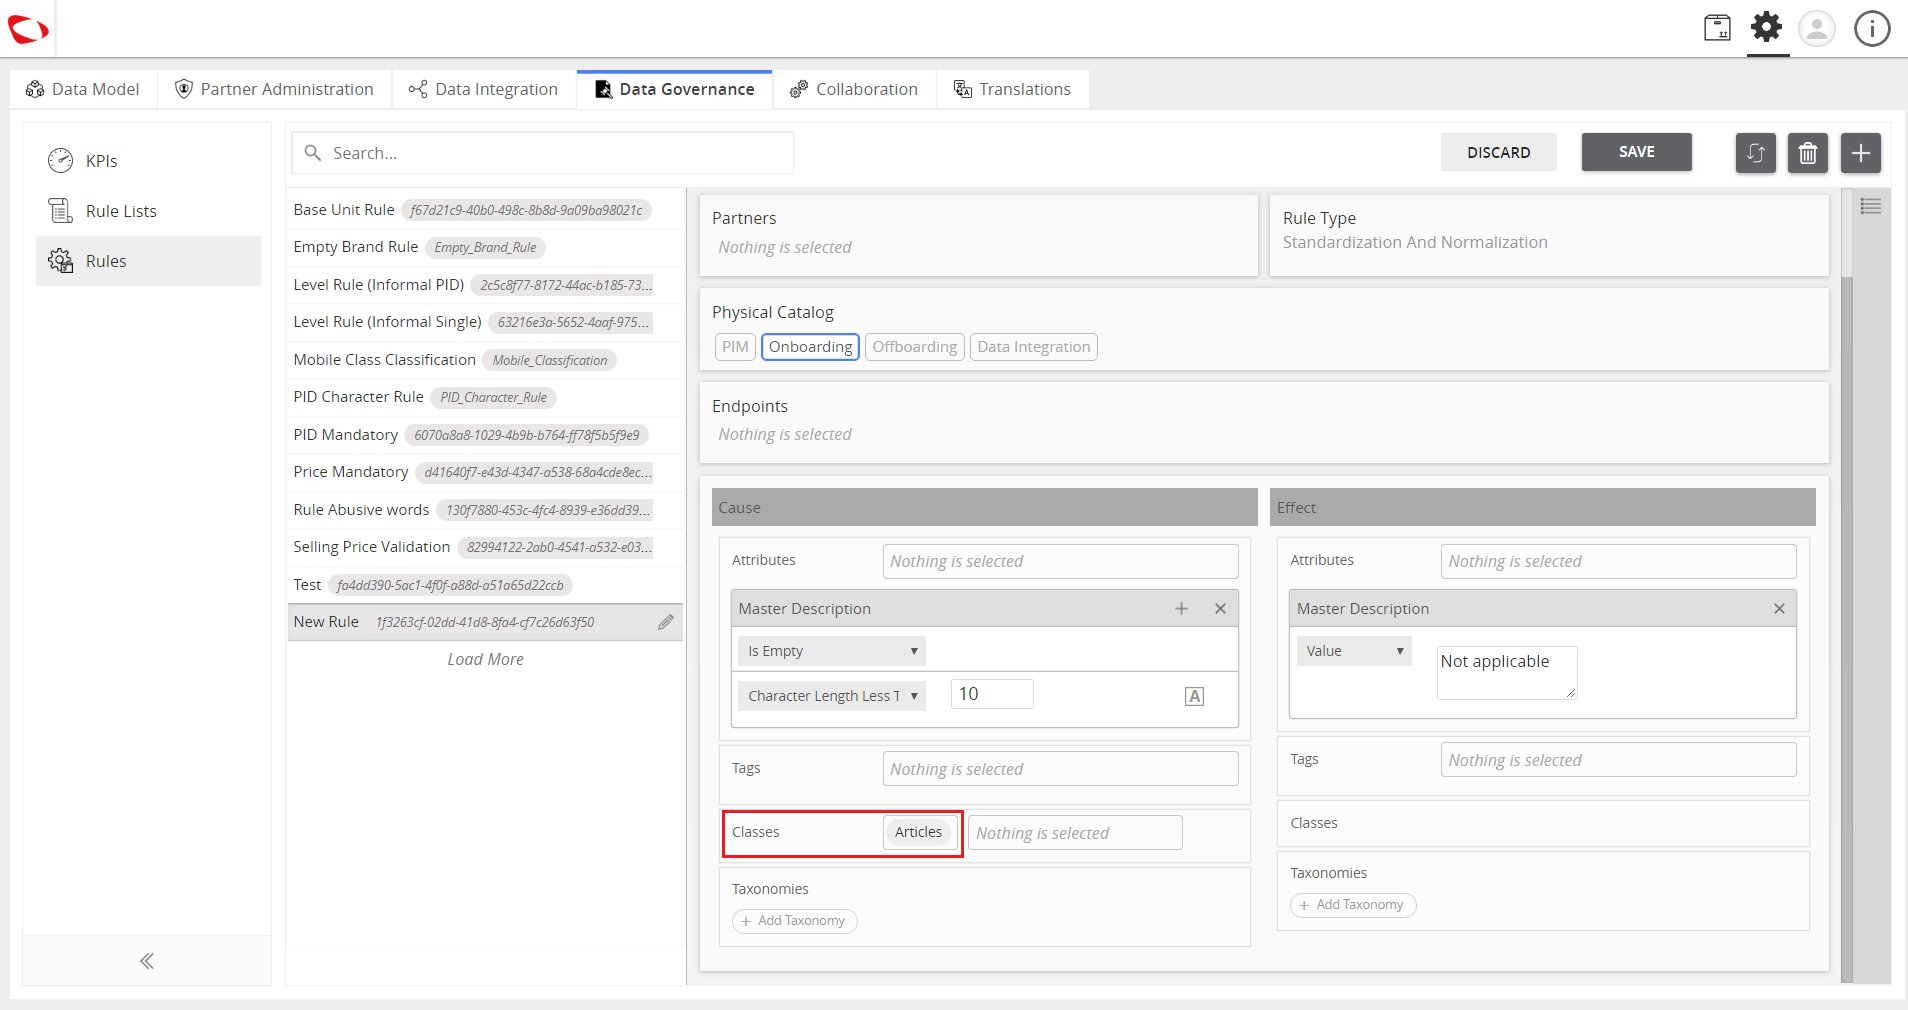 Data Model
Partner Administration
Data Integration
Data Governance
Collaboration
Translations
KPIs
Rule Lists
Rules
Search...
DISCARD
SAVE
Base Unit Rule f67d21c9-40b0-498c-8b8d-9a09ba98021c
Empty Brand Rule Empty_Brand_Rule
Level Rule (Informal PID) 2c5c8f77-8172-44ac-b185-73...
Level Rule (Informal Single) 63216e3a-5652-4aaf-975...
Mobile Class Classification Mobile_Classification
PID Character Rule PID_Character_Rule
PID Mandatory 6070a8a8-1029-4b9b-b764-ff78f5b5f9e9
Price Mandatory d41640f7-e43d-4347-a538-68a4cde8ec...
Rule Abusive words 130f7880-453c-4fc4-8939-e36dd39...
Selling Price Validation 82994122-2ab0-4541-a532-e03...
Test fa4dd390-5ac1-4f0f-a88d-a51a65d22ccb
New Rule 1f3263cf-02dd-41d8-8fa4-cf7c26d63f50
Load More
Partners
Nothing is selected
Rule Type
Standardization And Normalization
Physical Catalog
PIM Onboarding Offboarding Data Integration
Endpoints
Nothing is selected
Cause
Attributes Nothing is selected
Master Description
Is Empty
Character Length Less T 10 A
Tags Nothing is selected
Classes Articles Nothing is selected
Taxonomies
+ Add Taxonomy
Effect
Attributes Nothing is selected
Master Description
Value Not applicable
Tags Nothing is selected
Classes
Taxonomies
+ Add Taxonomy